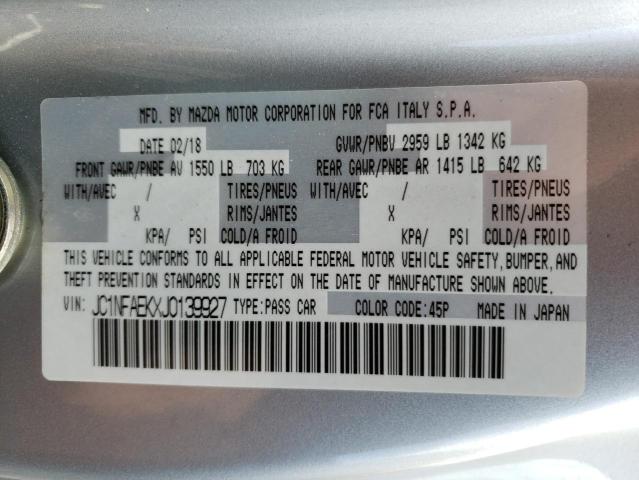 MFD. BY MAZDA MOTOR CORPORATION FOR FCA ITALY S.P.A.
DATE 02/18 GVWR/PNBV 2959 LB 1342 KG
FRONT GAWR/PNBE AV 1550 LB 703 KG REAR GAWR/PNBE AR 1415 LB 642 KG
WITH/AVEC / TIRES/PNEUS WITH/AVEC / TIRES/PNEUS
X RIMS/JANTES X RIMS/JANTES
KPA/ PSI COLD/A FROID KPA/ PSI COLD/A FROID
THIS VEHICLE CONFORMS TO ALL APPLICABLE FEDERAL MOTOR VEHICLE SAFETY, BUMPER, AND
THEFT PREVENTION STANDARDS IN EFFECT ON THE DATE OF MANUFACTURE SHOWN ABOVE.
VIN: JC1NFAEKXJ0139927 TYPE:PASS CAR COLOR CODE:45P MADE IN JAPAN